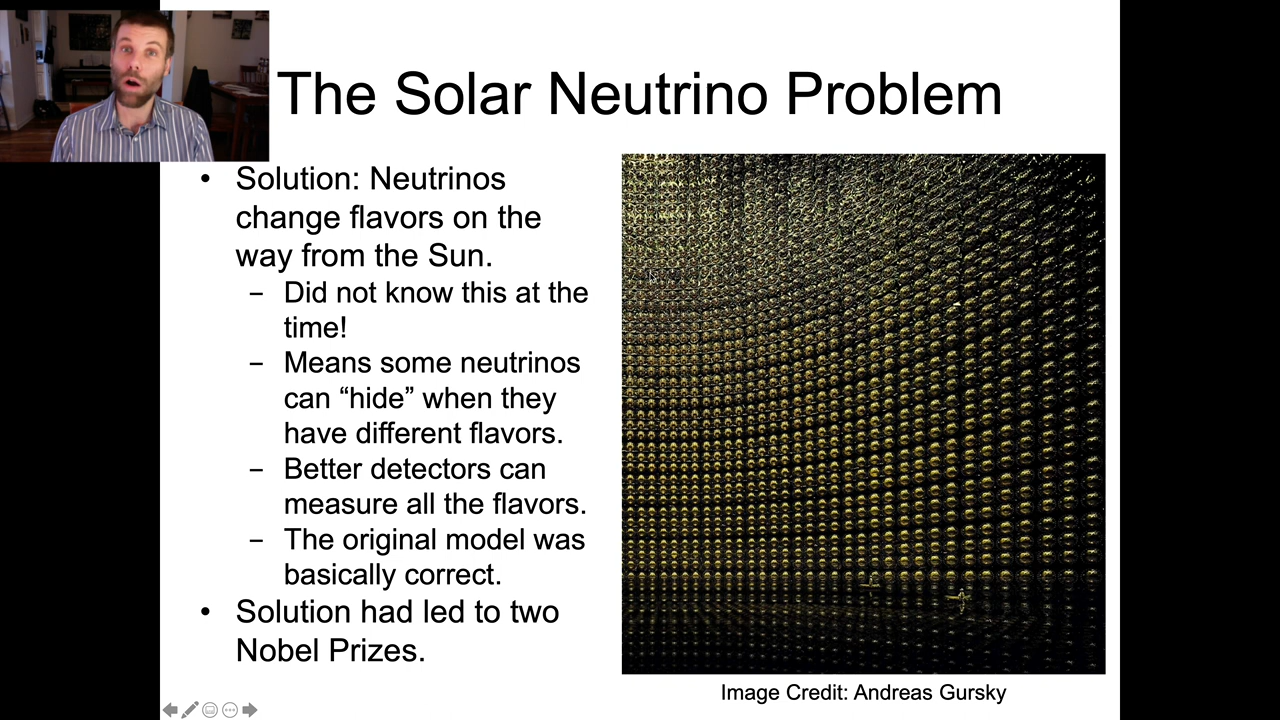 The Solar Neutrino Problem
• Solution: Neutrinos
change flavors on the
way from the Sun.
– Did not know this at the
time!
– Means some neutrinos
can “hide” when they
have different flavors.
– Better detectors can
measure all the flavors.
– The original model was
basically correct.
• Solution had led to two
Nobel Prizes.
Image Credit: Andreas Gursky